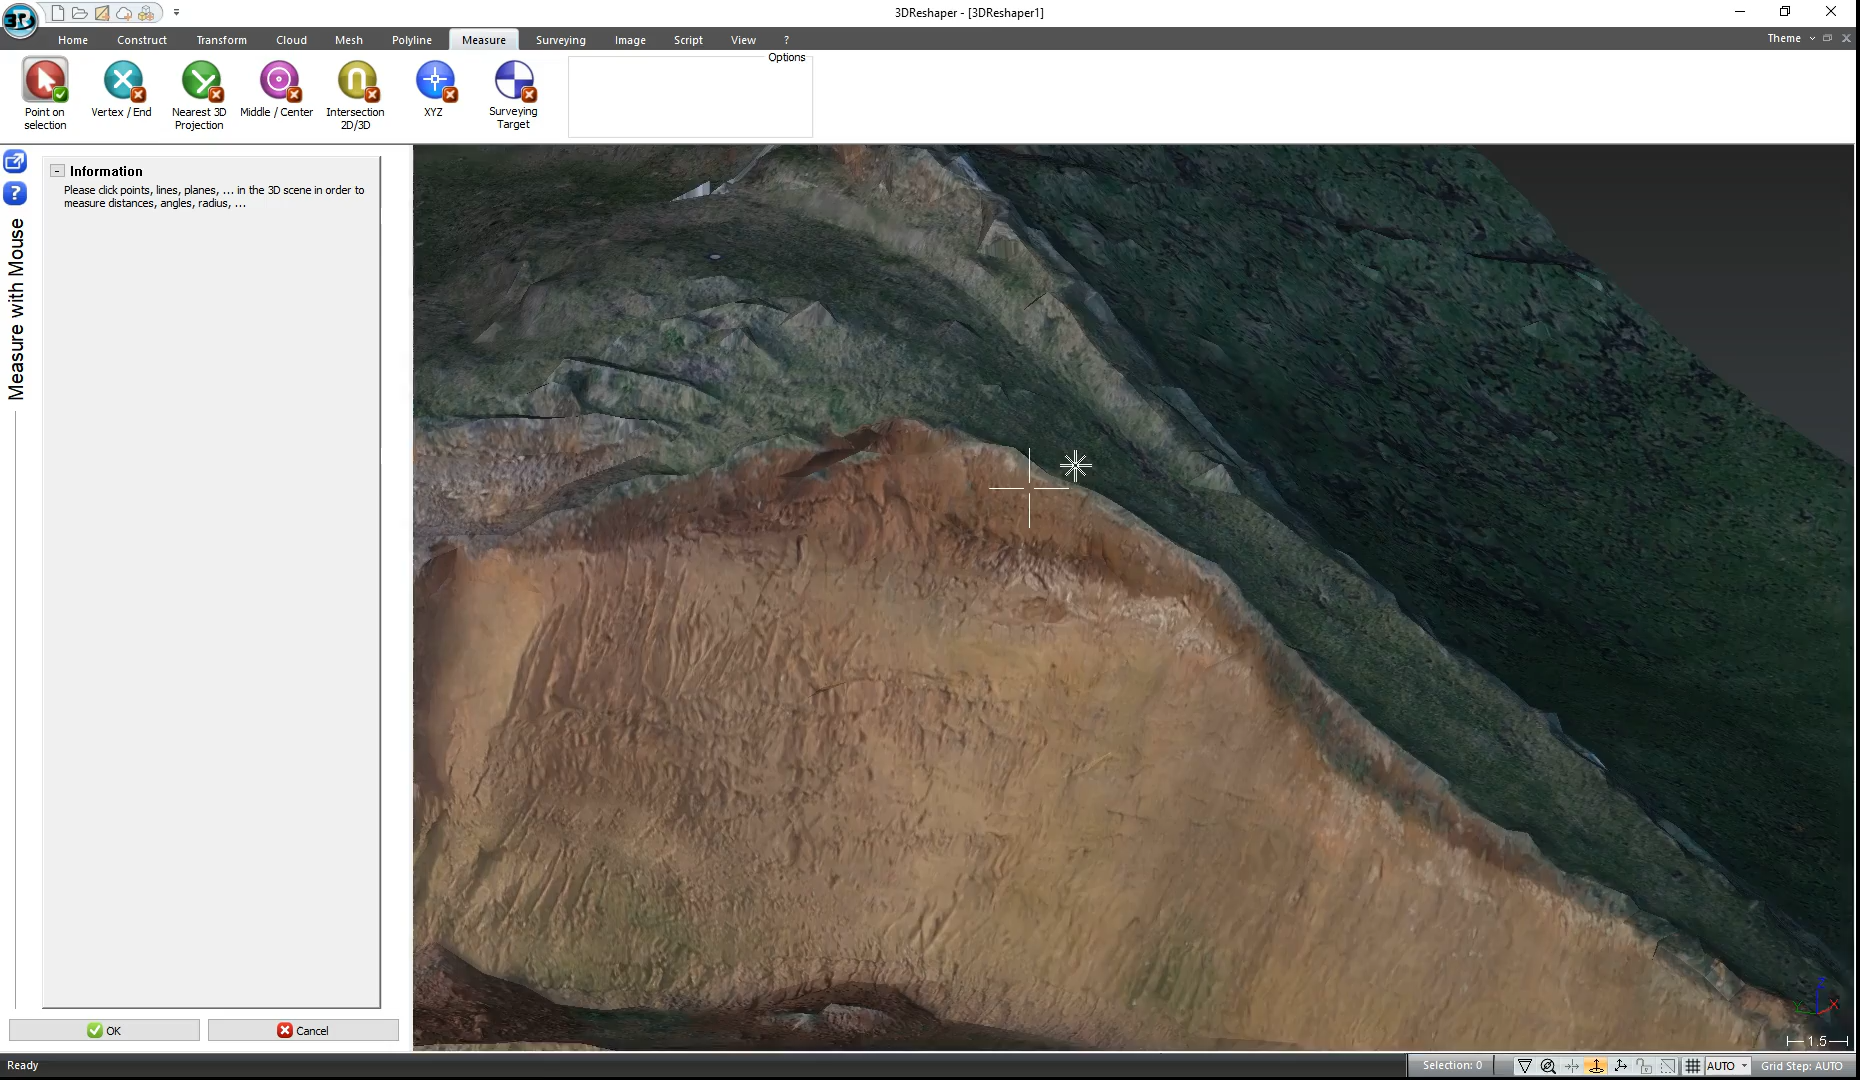 3DR
3DReshaper - [3DReshaper1]
Home Construct Transform Cloud Mesh Polyline Measure Surveying Image Script View ? Theme
Options
Point on
selection
Vertex / End
Nearest 3D
Projection
Middle / Center
Intersection
2D/3D
XYZ
Surveying
Target
Measure with Mouse
Information
Please click points, lines, planes, ... in the 3D scene in order to
measure distances, angles, radius, ...
OK Cancel
Z
Y X
1.5
Ready Selection: 0 AUTO Grid Step: AUTO